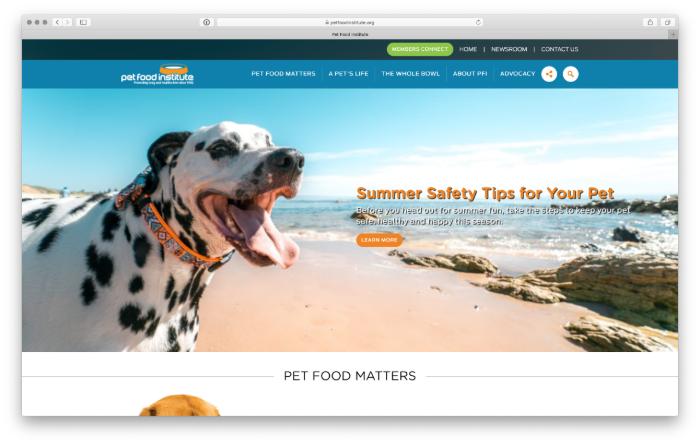 petfoodinstitute.org
Pet Food Institute
MEMBERS CONNECT HOME | NEWSROOM | CONTACT US
pet food institute
PET FOOD MATTERS | A PET'S LIFE | THE WHOLE BOWL | ABOUT PFI | ADVOCACY
Summer Safety Tips for Your Pet
Before you head out for summer fun, take the steps to keep your pet
safe, healthy and happy this season.
LEARN MORE
PET FOOD MATTERS